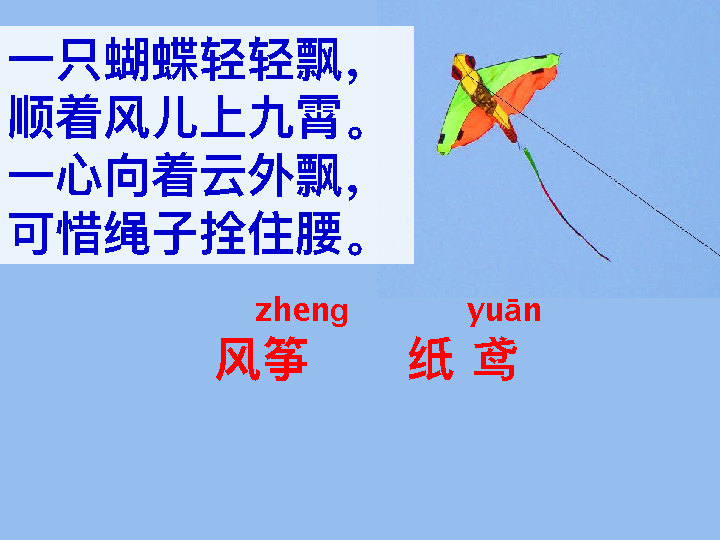 一只蝴蝶轻轻飘，
顺着风儿上九霄。
一心向着云外飘，
可惜绳子拴住腰。
zheng yuān
风筝 纸 鸢